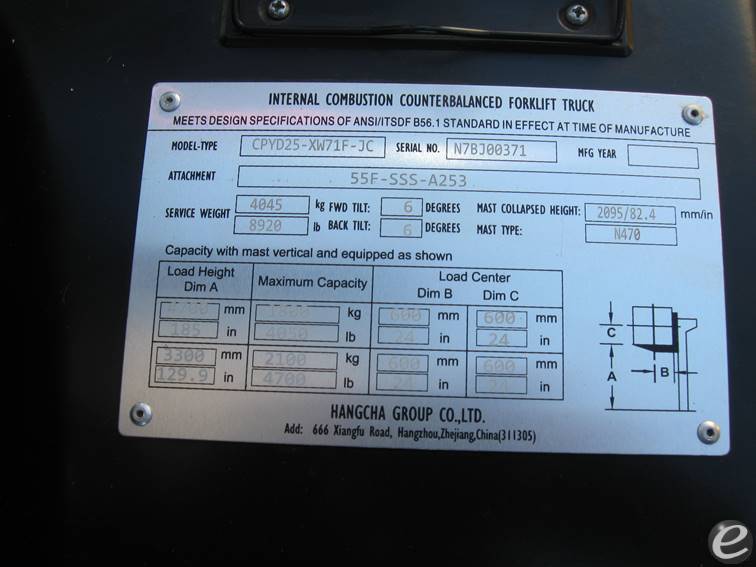 INTERNAL COMBUSTION COUNTERBALANCED FORKLIFT TRUCK
MEETS DESIGN SPECIFICATIONS OF ANSI/ITSDF B56.1 STANDARD IN EFFECT AT TIME OF MANUFACTURE
MODEL-TYPE CPYD25-XW71F-JC SERIAL NO. N7BJ00371 MFG YEAR
ATTACHMENT 55F-SSS-A253
SERVICE WEIGHT 4045 kg FWD TILT: 6 DEGREES MAST COLLAPSED HEIGHT: 2095/82.4 mm/in
8920 lb BACK TILT: 6 DEGREES MAST TYPE: N470
Capacity with mast vertical and equipped as shown
Load Height Maximum Capacity Load Center
Dim A Dim B Dim C
4700 mm 1800 kg 600 mm 600 mm
185 in 4050 lb 24 in 24 in
3300 mm 2100 kg 600 mm 600 mm
129.9 in 4700 lb 24 in 24 in
C
A
B
HANGCHA GROUP CO.,LTD.
Add: 666 Xiangfu Road, Hangzhou,Zhejiang,China(311305)
e